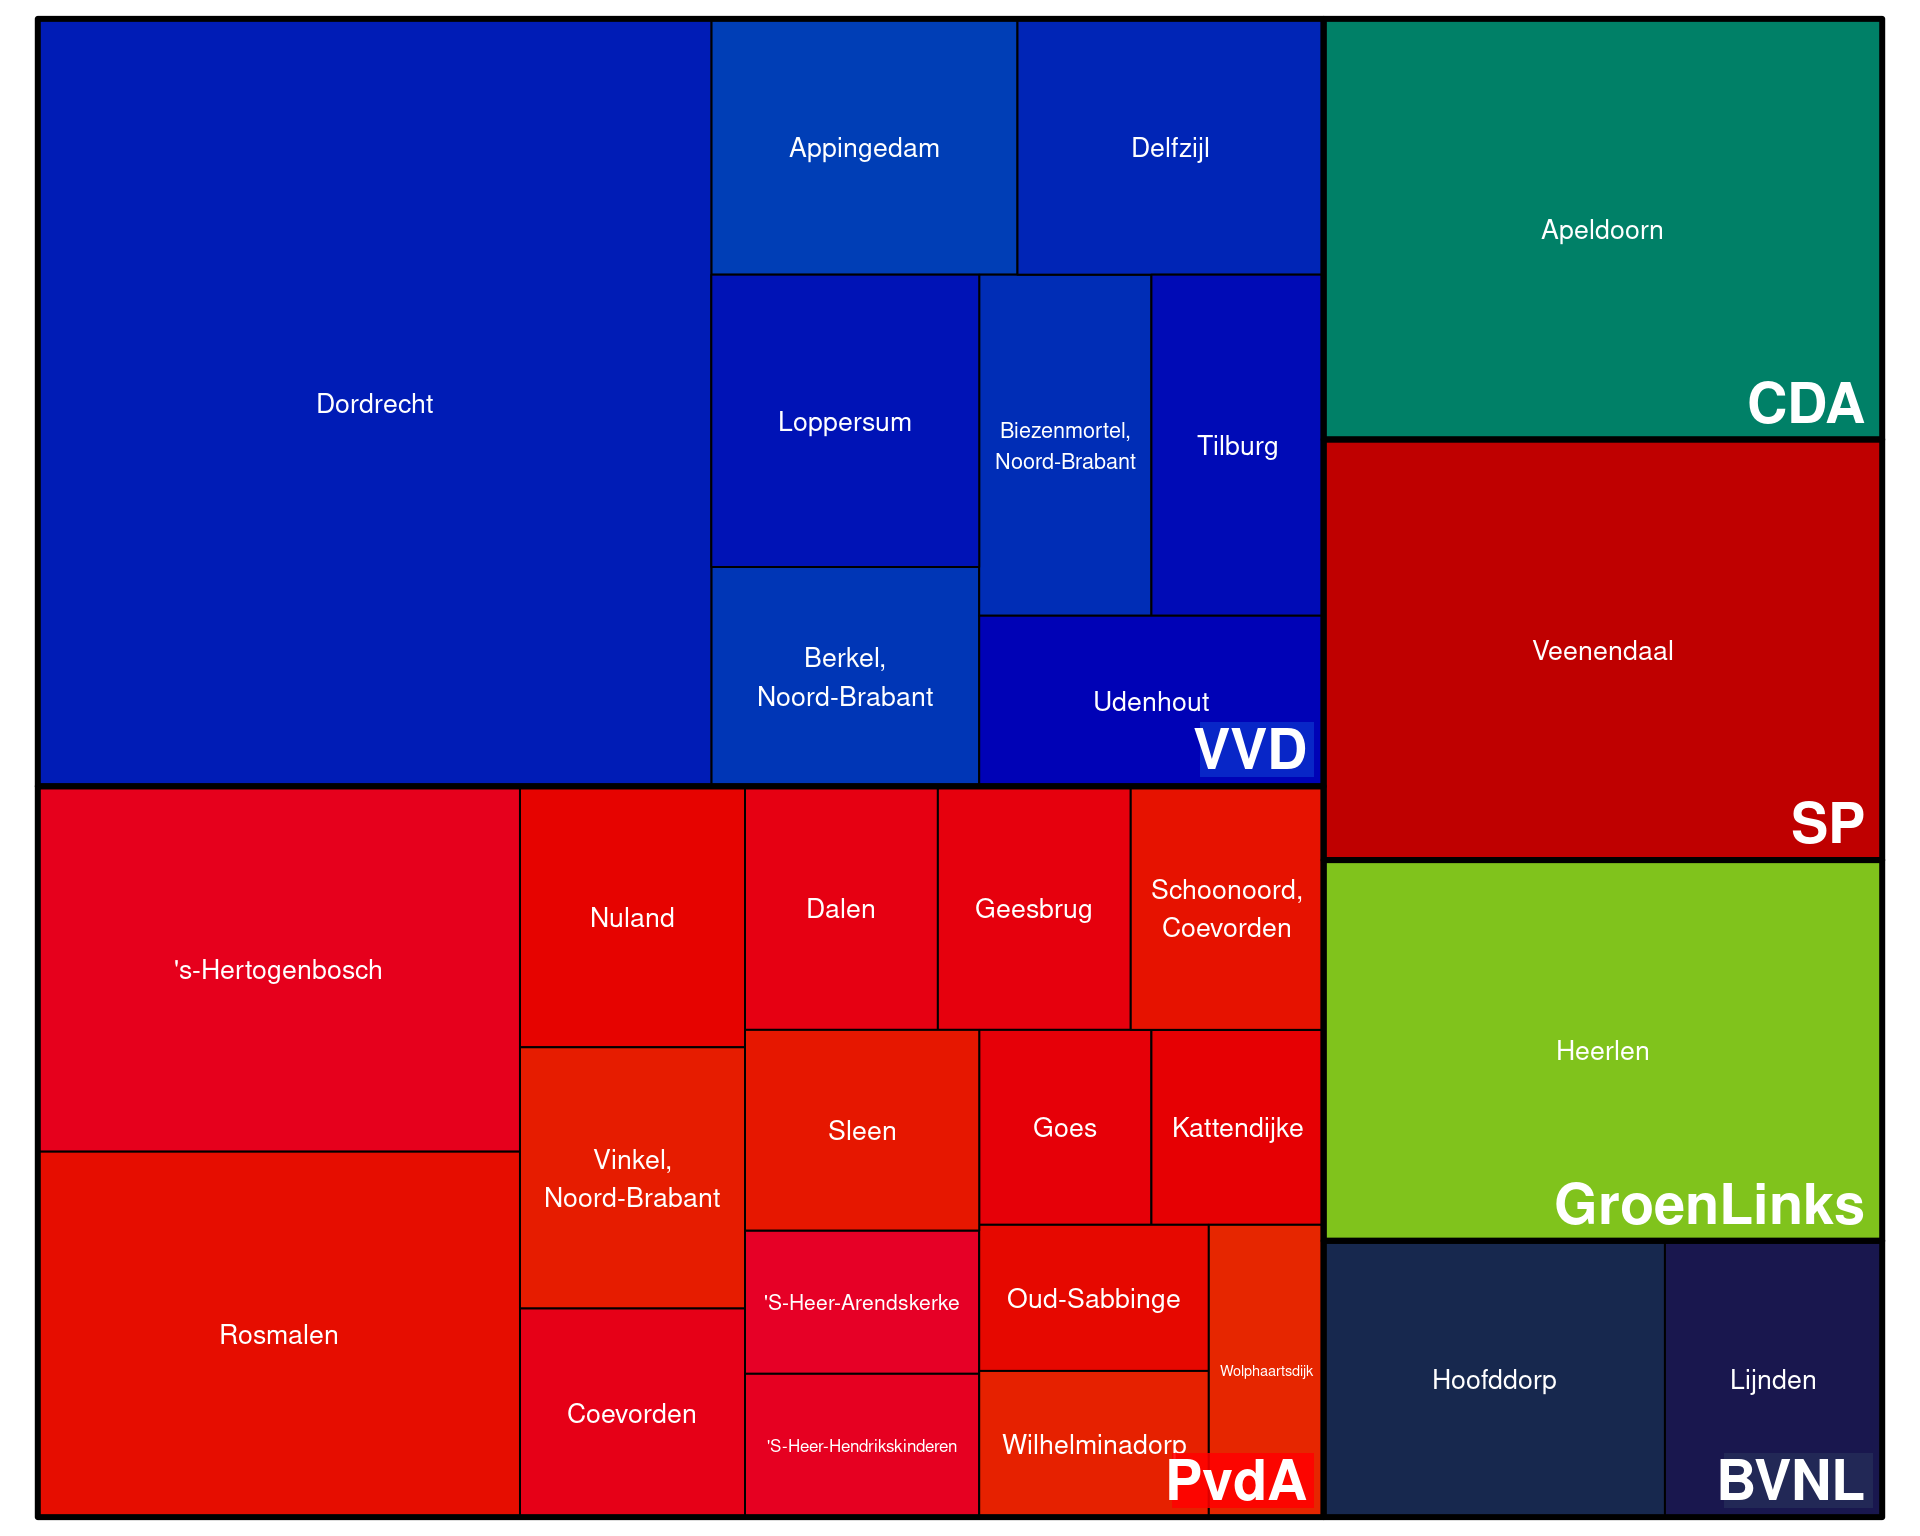 Dordrecht
Appingedam
Delfzijl
Loppersum
Biezenmortel,
Noord-Brabant
Tilburg
Berkel,
Noord-Brabant
Udenhout
VVD
's-Hertogenbosch
Rosmalen
Nuland
Vinkel,
Noord-Brabant
Coevorden
Dalen
Geesbrug
Schoonoord,
Coevorden
Sleen
Goes
Kattendijke
'S-Heer-Arendskerke
'S-Heer-Hendrikskinderen
Oud-Sabbinge
Wilhelminadorp
Wolphaartsdijk
PvdA
Apeldoorn
CDA
Veenendaal
SP
Heerlen
GroenLinks
Hoofddorp
Lijnden
BVNL